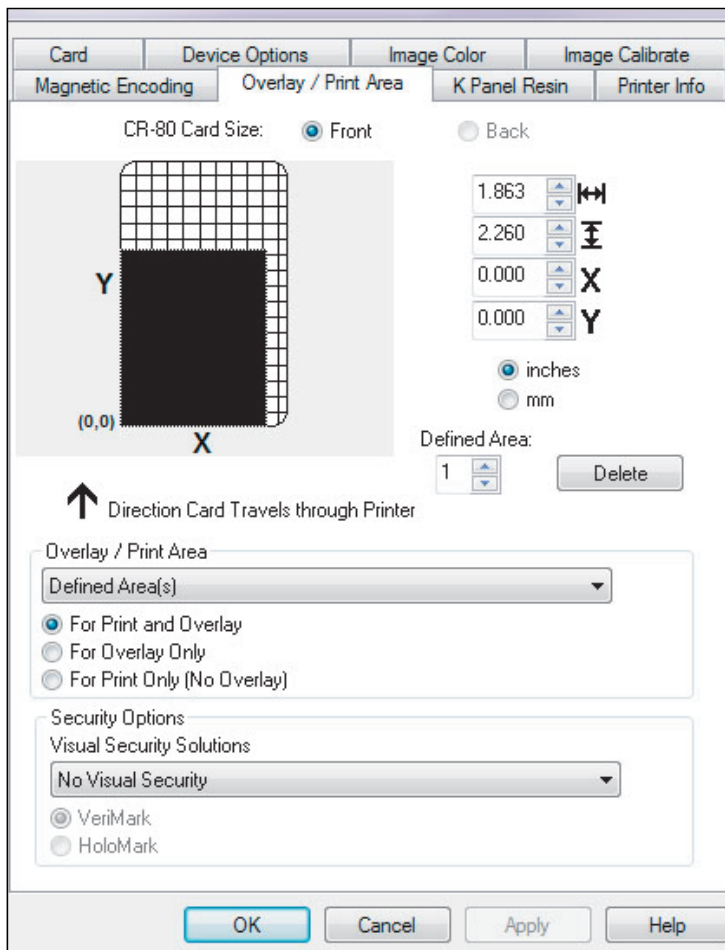 Card Device Options Image Color Image Calibrate
Magnetic Encoding Overlay / Print Area K Panel Resin Printer Info
CR-80 Card Size: Front Back
1.863
2.260
Y 0.000 X
0.000 Y
inches
(0,0) mm
X Defined Area:
1 Delete
Direction Card Travels through Printer
Overlay / Print Area
Defined Area(s)
For Print and Overlay
For Overlay Only
For Print Only (No Overlay)
Security Options
Visual Security Solutions
No Visual Security
VeriMark
HoloMark
OK Cancel Apply Help